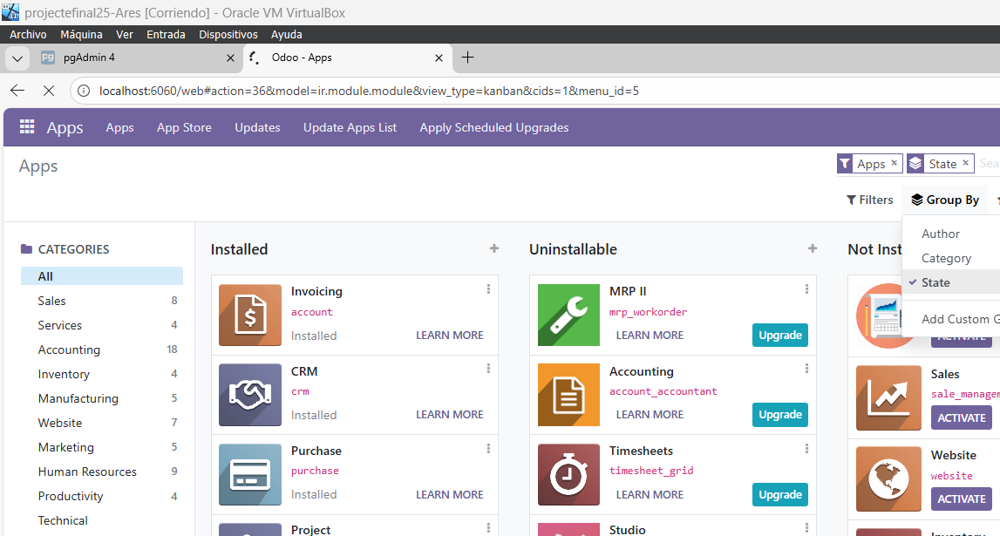 projectefinal25-Ares [Corriendo] - Oracle VM VirtualBox
Archivo Máquina Ver Entrada Dispositivos Ayuda
pgAdmin 4
Odoo - Apps
localhost:6060/web#action=36&model=ir.module.module&view_type=kanban&cids=1&menu_id=5
Apps Apps App Store Updates Update Apps List Apply Scheduled Upgrades
Apps
Apps × State × Sea
Filters Group By
Author
Category
State
Add Custom G
CATEGORIES
All
Sales 8
Services 4
Accounting 18
Inventory 4
Manufacturing 5
Website 7
Marketing 5
Human Resources 9
Productivity 4
Technical
Installed
Invoicing
account
Installed LEARN MORE
CRM
crm
Installed LEARN MORE
Purchase
purchase
Installed LEARN MORE
Project
Uninstallable
MRP II
mrp_workorder
LEARN MORE Upgrade
Accounting
account_accountant
LEARN MORE Upgrade
Timesheets
timesheet_grid
LEARN MORE Upgrade
Studio
Not Inst
ACTIVATE
Sales
sale_managem
ACTIVATE
Website
website
ACTIVATE